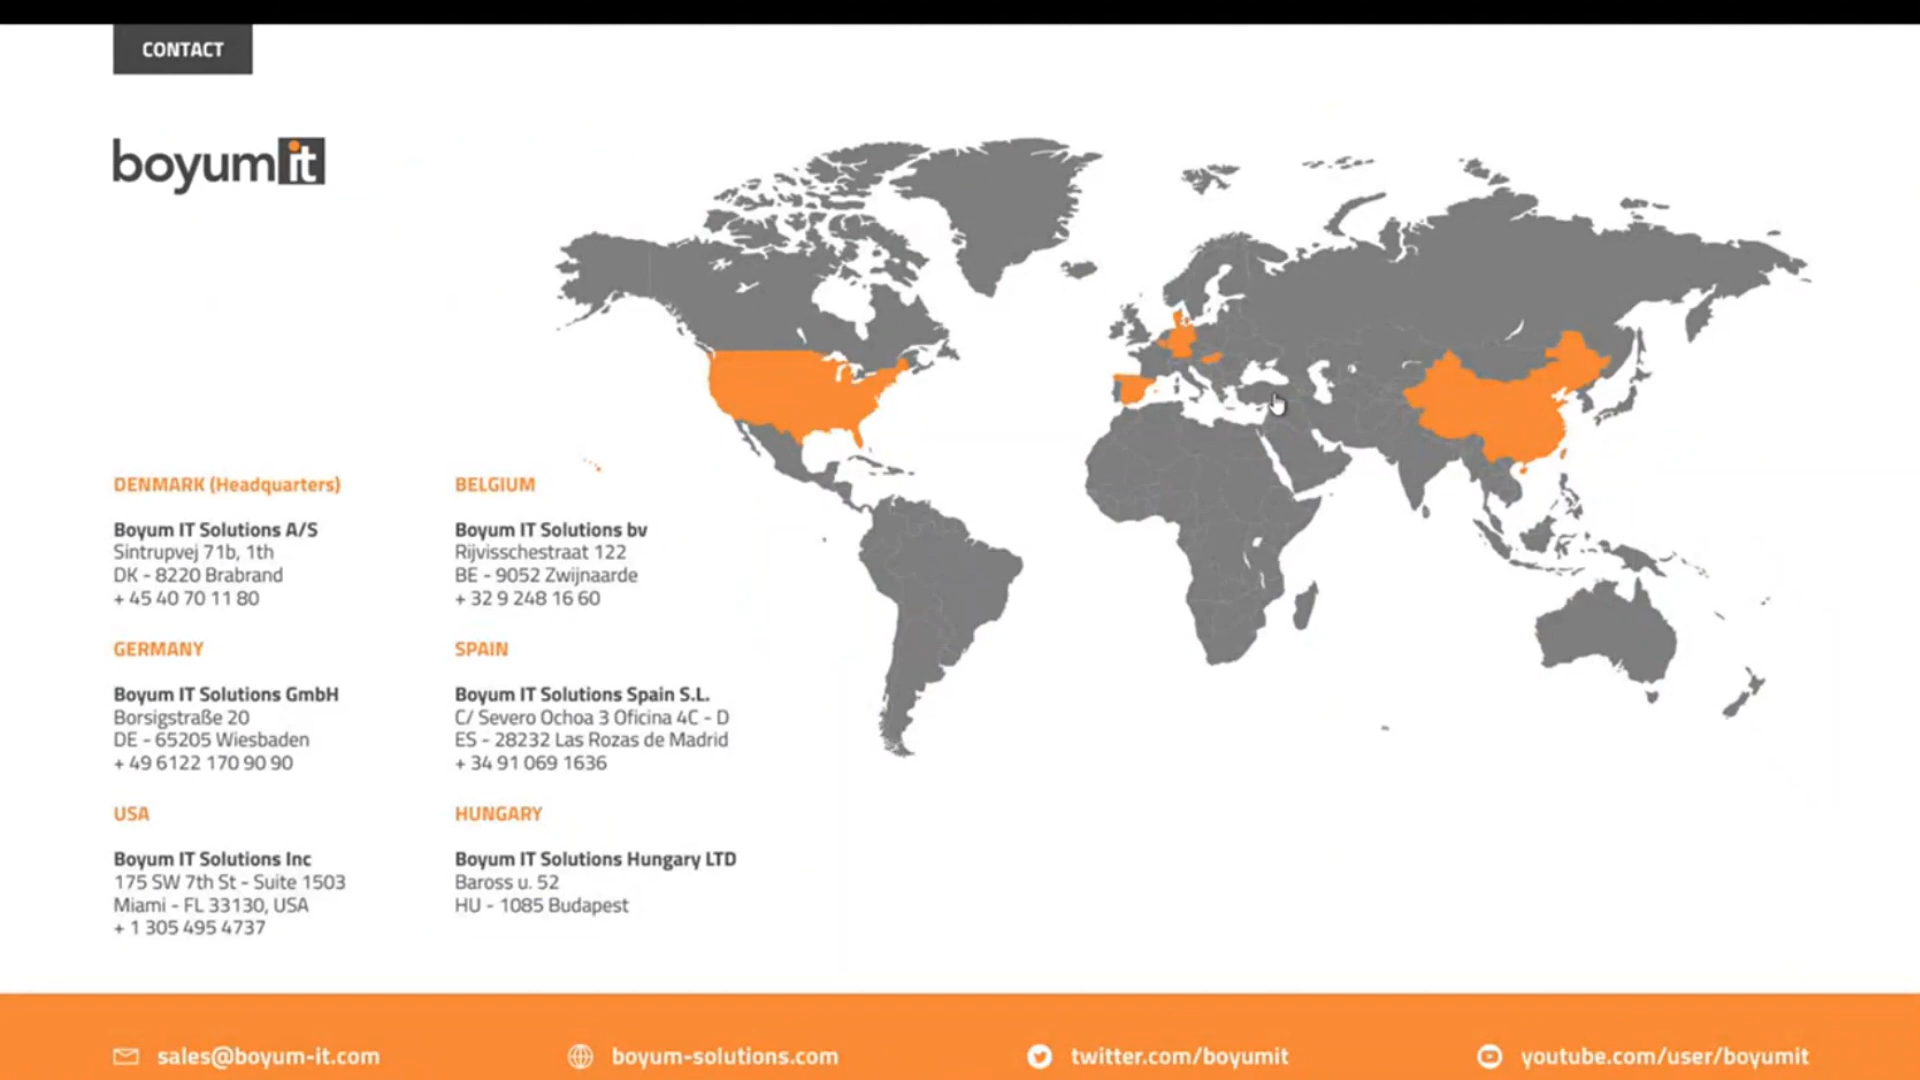 CONTACT
boyumit
DENMARK (Headquarters)
Boyum IT Solutions A/S
Sintrupvej 71b, 1th
DK - 8220 Brabrand
+ 45 40 70 11 80
BELGIUM
Boyum IT Solutions bv
Rijvisschestraat 122
BE - 9052 Zwijnaarde
+ 32 9 248 16 60
GERMANY
Boyum IT Solutions GmbH
Borsigstraße 20
DE - 65205 Wiesbaden
+ 49 6122 170 90 90
SPAIN
Boyum IT Solutions Spain S.L.
C/ Severo Ochoa 3 Oficina 4C - D
ES - 28232 Las Rozas de Madrid
+ 34 91 069 1636
USA
Boyum IT Solutions Inc
175 SW 7th St - Suite 1503
Miami - FL 33130, USA
+ 1 305 495 4737
HUNGARY
Boyum IT Solutions Hungary LTD
Baross u. 52
HU - 1085 Budapest
sales@boyum-it.com
boyum-solutions.com
twitter.com/boyumit
youtube.com/user/boyumit